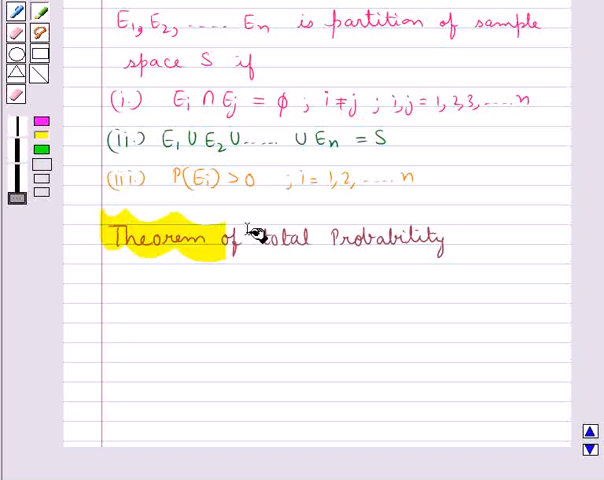 E₁, E₂, ..... Eₙ is partition of sample
space S if
(i.) Eᵢ ∩ Eⱼ = ϕ ; i ≠ j ; i, j = 1, 2, 3, ..... n
(ii.) E₁ ∪ E₂ ∪ ..... ∪ Eₙ = S
(iii.) P(Eᵢ) > 0 ; i = 1, 2, ..... n
Theorem of total Probability